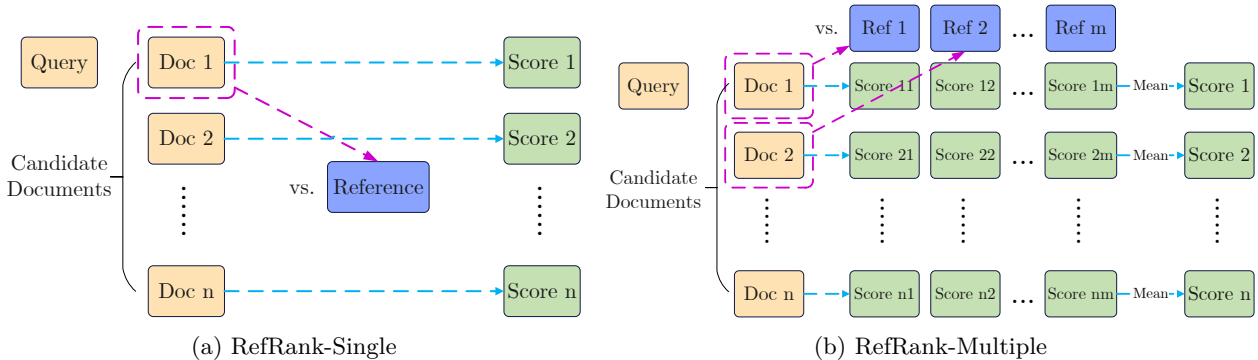 Query
Doc 1
Score 1
Doc 2
Score 2
Candidate
Documents
vs.
Reference
Doc n
Score n
(a) RefRank-Single
vs.
Ref 1
Ref 2
...
Ref m
Query
Doc 1
Score 11
Score 12
...
Score 1m
Mean
Score 1
Doc 2
Score 21
Score 22
...
Score 2m
Mean
Score 2
Candidate
Documents
Doc n
Score n1
Score n2
...
Score nm
Mean
Score n
(b) RefRank-Multiple